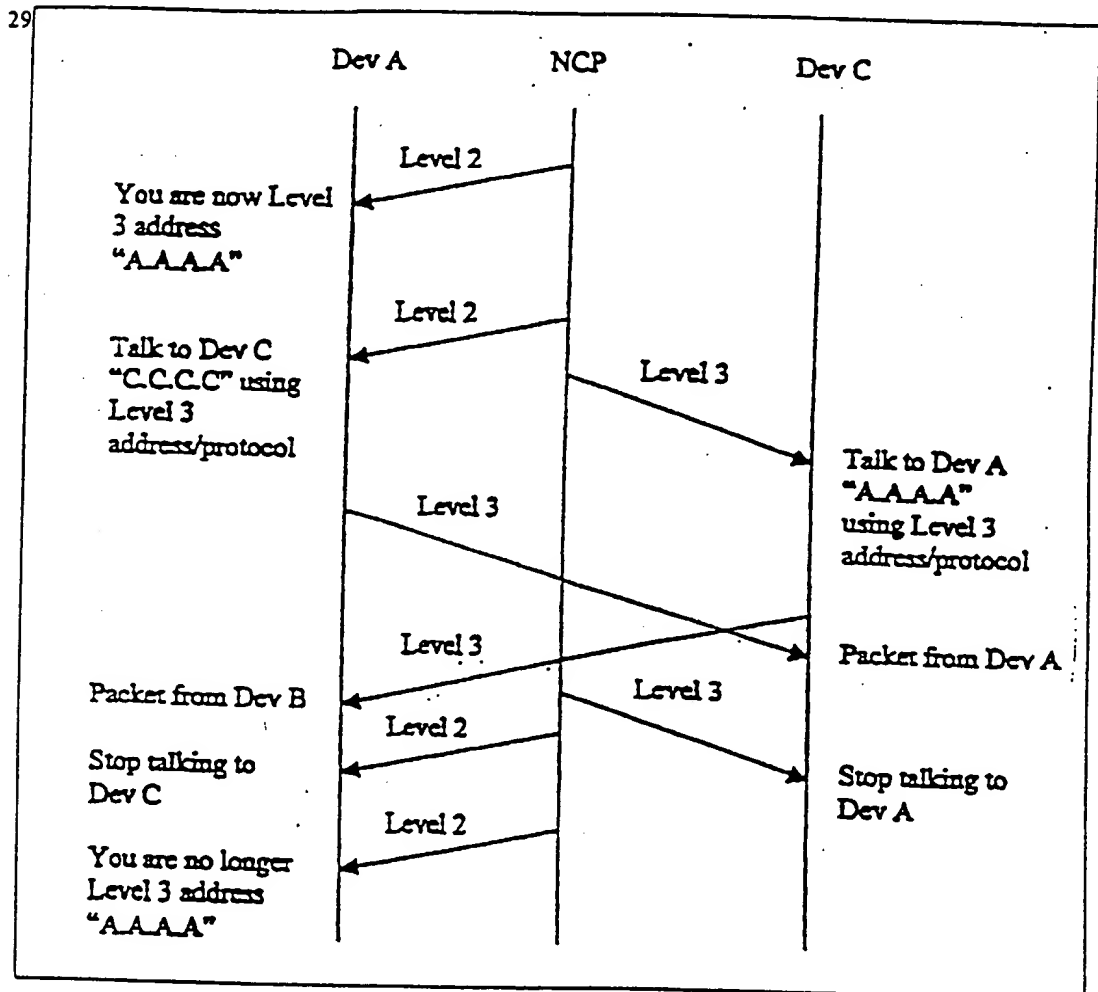 29
Dev A NCP Dev C
Level 2
You are now Level
3 address
“A.A.A.A”
Level 2
Talk to Dev C
“C.C.C.C” using
Level 3
address/protocol
Level 3
Talk to Dev A
“A.A.A.A”
using Level 3
address/protocol
Level 3
Level 3
Packet from Dev A
Packet from Dev B
Level 3
Level 2
Stop talking to
Dev C
Stop talking to
Dev A
Level 2
You are no longer
Level 3 address
“A.A.A.A”